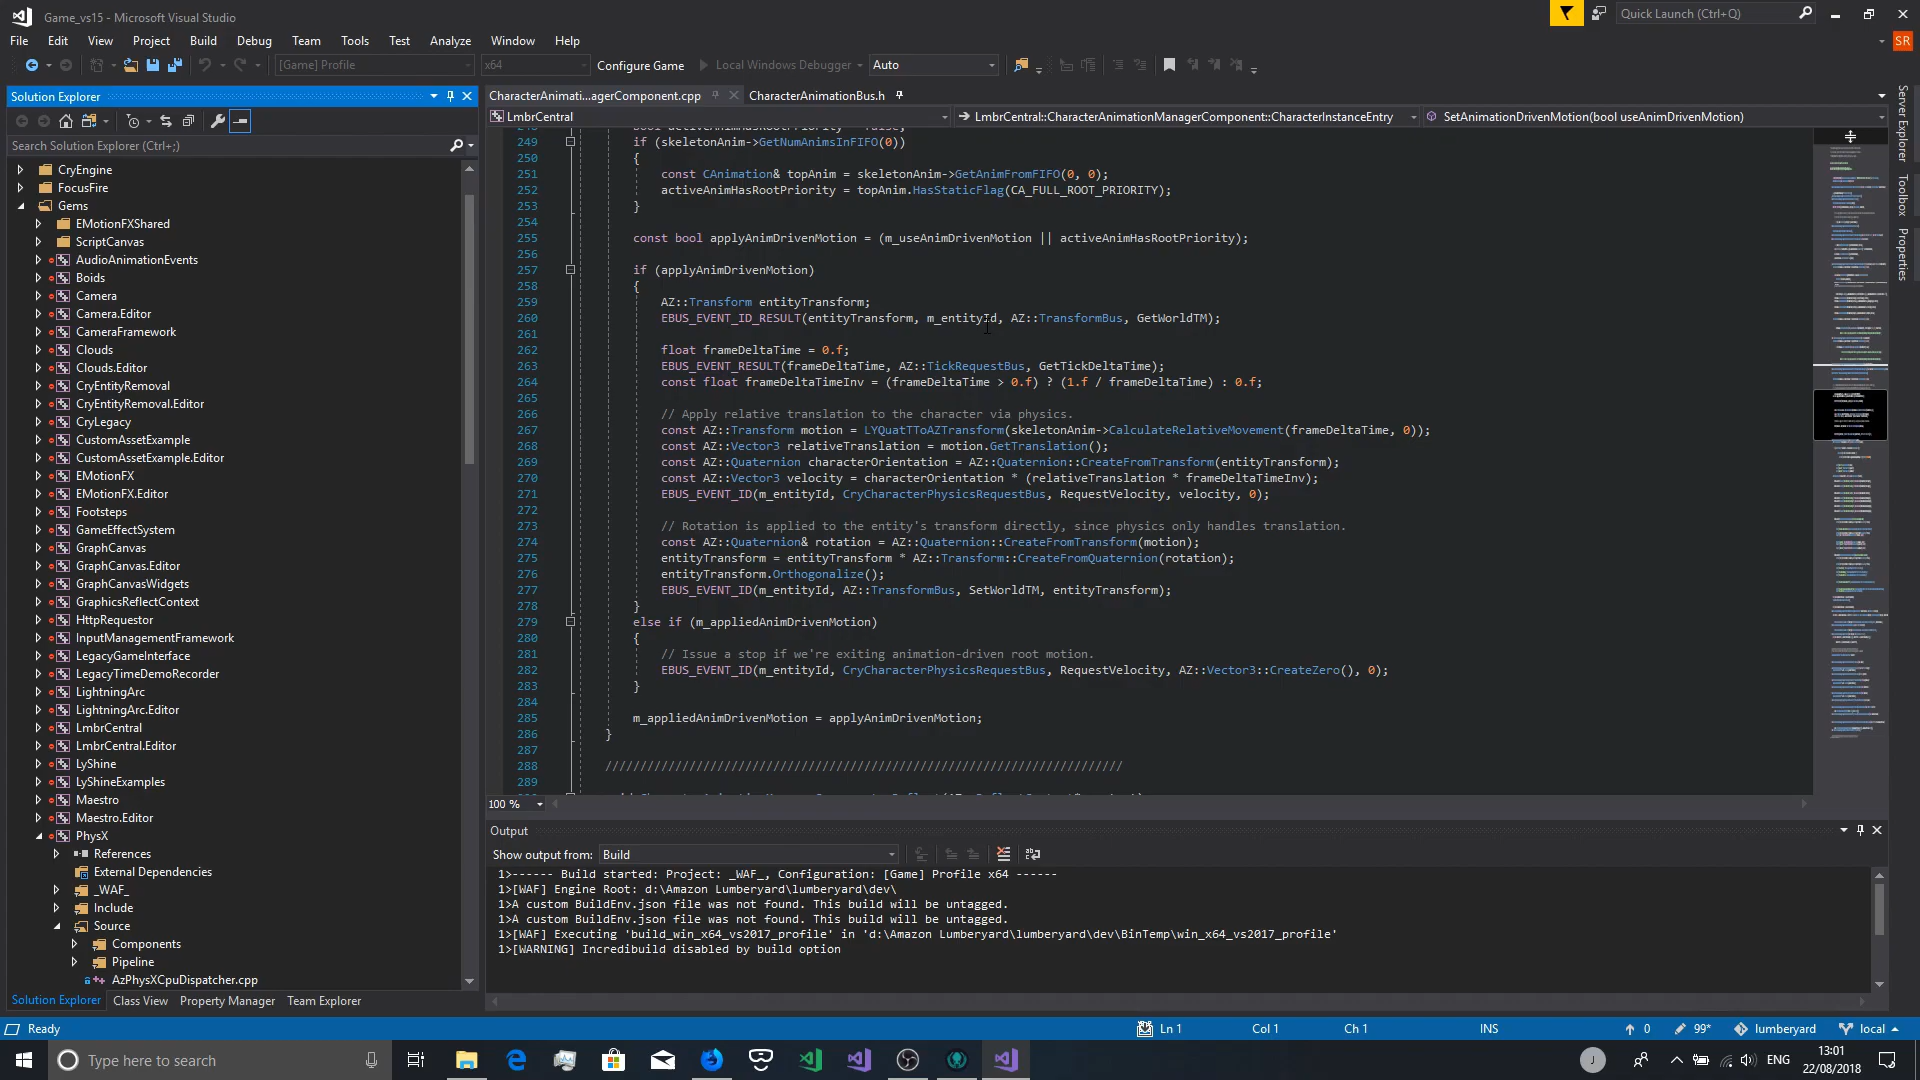 Game_vs15 - Microsoft Visual Studio
Quick Launch (Ctrl+Q)
File Edit View Project Build Debug Team Tools Test Analyze Window Help
SR
[Game] Profile x64 Configure Game Local Windows Debugger Auto
Solution Explorer
Search Solution Explorer (Ctrl+;)
CryEngine
FocusFire
Gems
EMotionFXShared
ScriptCanvas
AudioAnimationEvents
Boids
Camera
Camera.Editor
CameraFramework
Clouds
Clouds.Editor
CryEntityRemoval
CryEntityRemoval.Editor
CryLegacy
CustomAssetExample
CustomAssetExample.Editor
EMotionFX
EMotionFX.Editor
Footsteps
GameEffectSystem
GraphCanvas
GraphCanvas.Editor
GraphCanvasWidgets
GraphicsReflectContext
HttpRequestor
InputManagementFramework
LegacyGameInterface
LegacyTimeDemoRecorder
LightningArc
LightningArc.Editor
LmbrCentral
LmbrCentral.Editor
LyShine
LyShineExamples
Maestro
Maestro.Editor
PhysX
References
External Dependencies
_WAF_
Include
Source
Components
Pipeline
AzPhysXCpuDispatcher.cpp
Solution Explorer Class View Property Manager Team Explorer
CharacterAnimati...agerComponent.cpp CharacterAnimationBus.h
LmbrCentral LmbrCentral::CharacterAnimationManagerComponent::CharacterInstanceEntry SetAnimationDrivenMotion(bool useAnimDrivenMotion)
249 if (skeletonAnim->GetNumAnimsInFIFO(0))
250 {
251 const CAnimation& topAnim = skeletonAnim->GetAnimFromFIFO(0, 0);
252 activeAnimHasRootPriority = topAnim.HasStaticFlag(CA_FULL_ROOT_PRIORITY);
253 }
254
255 const bool applyAnimDrivenMotion = (m_useAnimDrivenMotion || activeAnimHasRootPriority);
256
257 if (applyAnimDrivenMotion)
258 {
259 AZ::Transform entityTransform;
260 EBUS_EVENT_ID_RESULT(entityTransform, m_entityId, AZ::TransformBus, GetWorldTM);
261
262 float frameDeltaTime = 0.f;
263 EBUS_EVENT_RESULT(frameDeltaTime, AZ::TickRequestBus, GetTickDeltaTime);
264 const float frameDeltaTimeInv = (frameDeltaTime > 0.f) ? (1.f / frameDeltaTime) : 0.f;
265
266 // Apply relative translation to the character via physics.
267 const AZ::Transform motion = LYQuatTToAZTransform(skeletonAnim->CalculateRelativeMovement(frameDeltaTime, 0));
268 const AZ::Vector3 relativeTranslation = motion.GetTranslation();
269 const AZ::Quaternion characterOrientation = AZ::Quaternion::CreateFromTransform(entityTransform);
270 const AZ::Vector3 velocity = characterOrientation * (relativeTranslation * frameDeltaTimeInv);
271 EBUS_EVENT_ID(m_entityId, CryCharacterPhysicsRequestBus, RequestVelocity, velocity, 0);
272
273 // Rotation is applied to the entity's transform directly, since physics only handles translation.
274 const AZ::Quaternion& rotation = AZ::Quaternion::CreateFromTransform(motion);
275 entityTransform = entityTransform * AZ::Transform::CreateFromQuaternion(rotation);
276 entityTransform.Orthogonalize();
277 EBUS_EVENT_ID(m_entityId, AZ::TransformBus, SetWorldTM, entityTransform);
278 }
279 else if (m_appliedAnimDrivenMotion)
280 {
281 // Issue a stop if we're exiting animation-driven root motion.
282 EBUS_EVENT_ID(m_entityId, CryCharacterPhysicsRequestBus, RequestVelocity, AZ::Vector3::CreateZero(), 0);
283 }
284
285 m_appliedAnimDrivenMotion = applyAnimDrivenMotion;
286 }
287
288 //////////////////////////////////////////////////////////////////////////
289
100 %
Output
Show output from: Build
1>------ Build started: Project: _WAF_, Configuration: [Game] Profile x64 ------
1>[WAF] Engine Root: d:\Amazon Lumberyard\lumberyard\dev\
1>A custom BuildEnv.json file was not found. This build will be untagged.
1>A custom BuildEnv.json file was not found. This build will be untagged.
1>[WAF] Executing 'build_win_x64_vs2017_profile' in 'd:\Amazon Lumberyard\lumberyard\dev\BinTemp\win_x64_vs2017_profile'
1>[WARNING] Incredibuild disabled by build option
Server Explorer
Toolbox
Properties
Ready Ln 1 Col 1 Ch 1 INS 0 99* lumberyard local
Type here to search
J ENG
13:01
22/08/2018